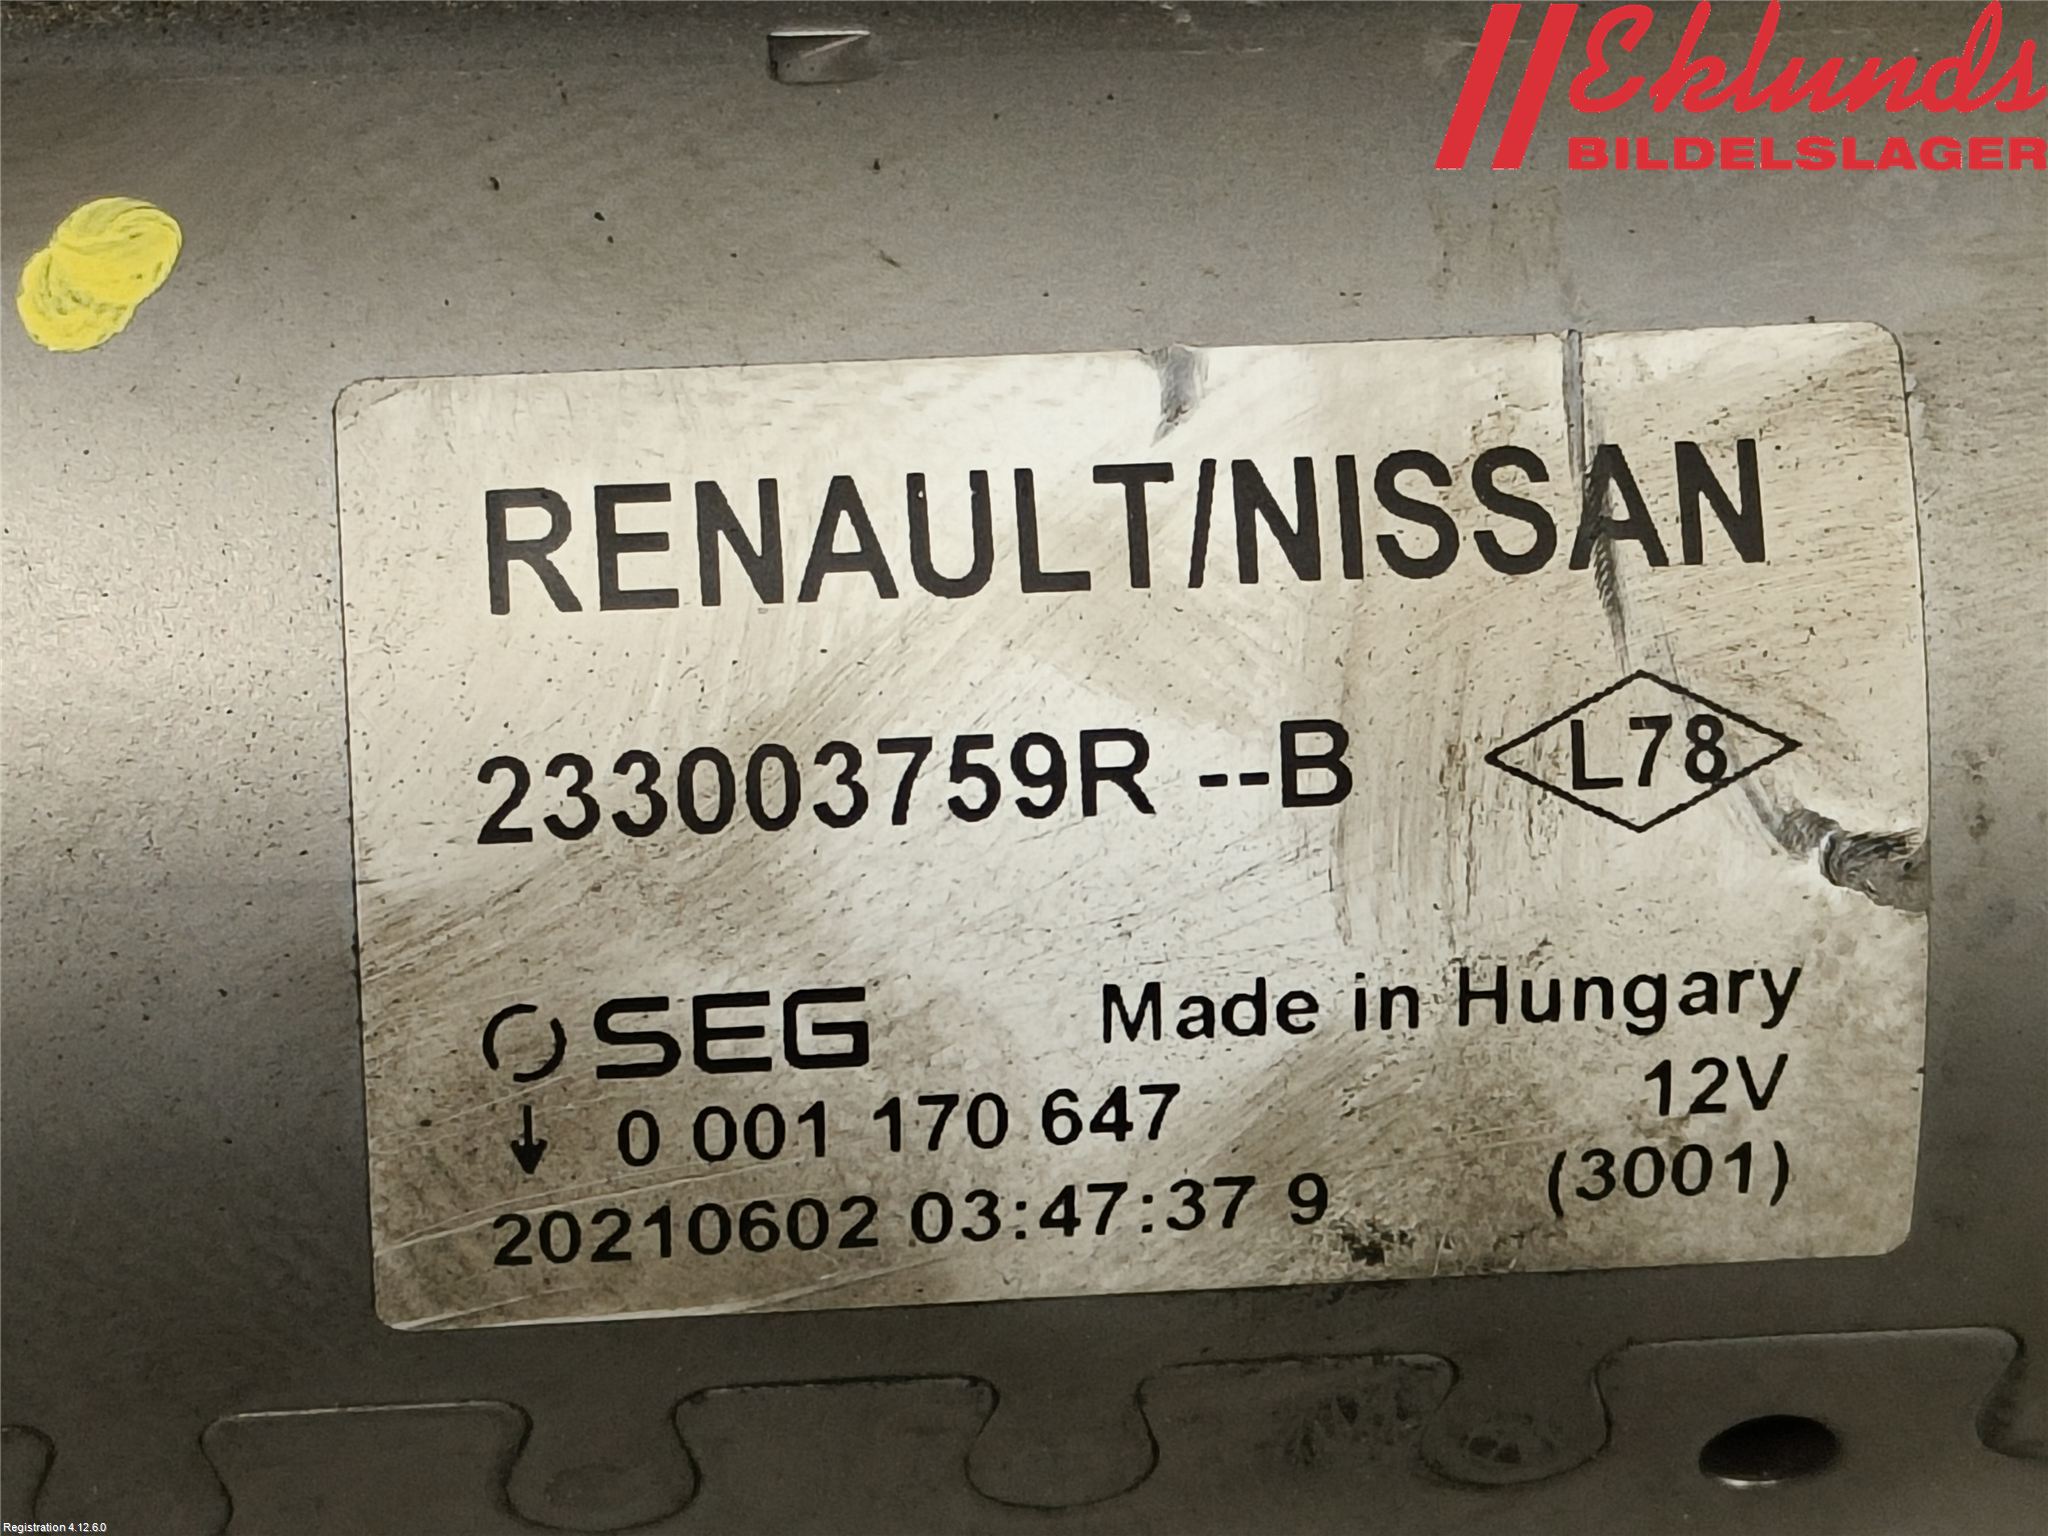 Eklunds
BILDELSLAGER
RENAULT/NISSAN
233003759R --B
L78
SEG
Made in Hungary
0 001 170 647
12V
20210602 03:47:37 9
(3001)
Registration 4.12.6.0